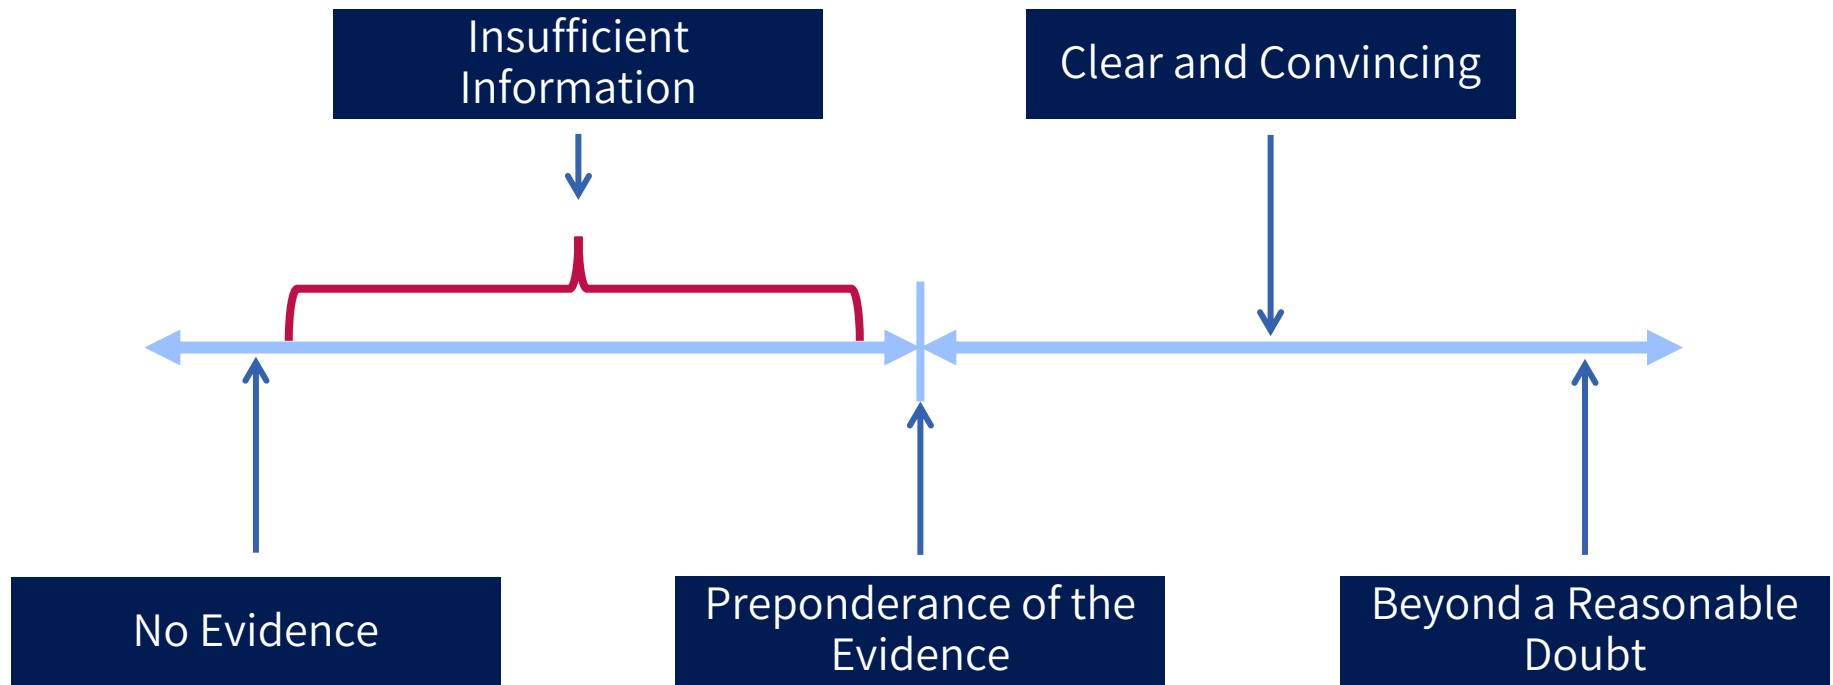 Insufficient
Information
Clear and Convincing
No Evidence
Preponderance of the
Evidence
Beyond a Reasonable
Doubt